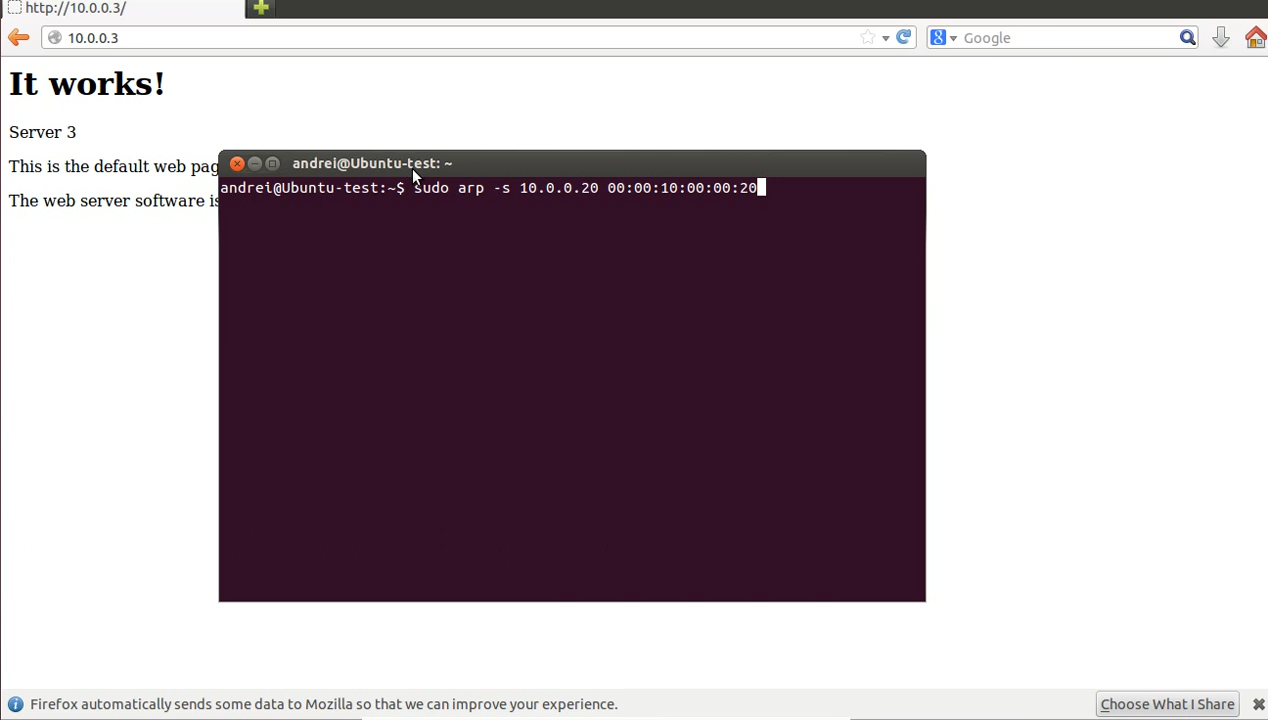 http://10.0.0.3/
10.0.0.3
8
Google
It works!
Server 3
This is the default web pag
The web server software is
andrei@Ubuntu-test: ~
andrei@Ubuntu-test:~$ sudo arp -s 10.0.0.20 00:00:10:00:00:20
Firefox automatically sends some data to Mozilla so that we can improve your experience.
Choose What I Share